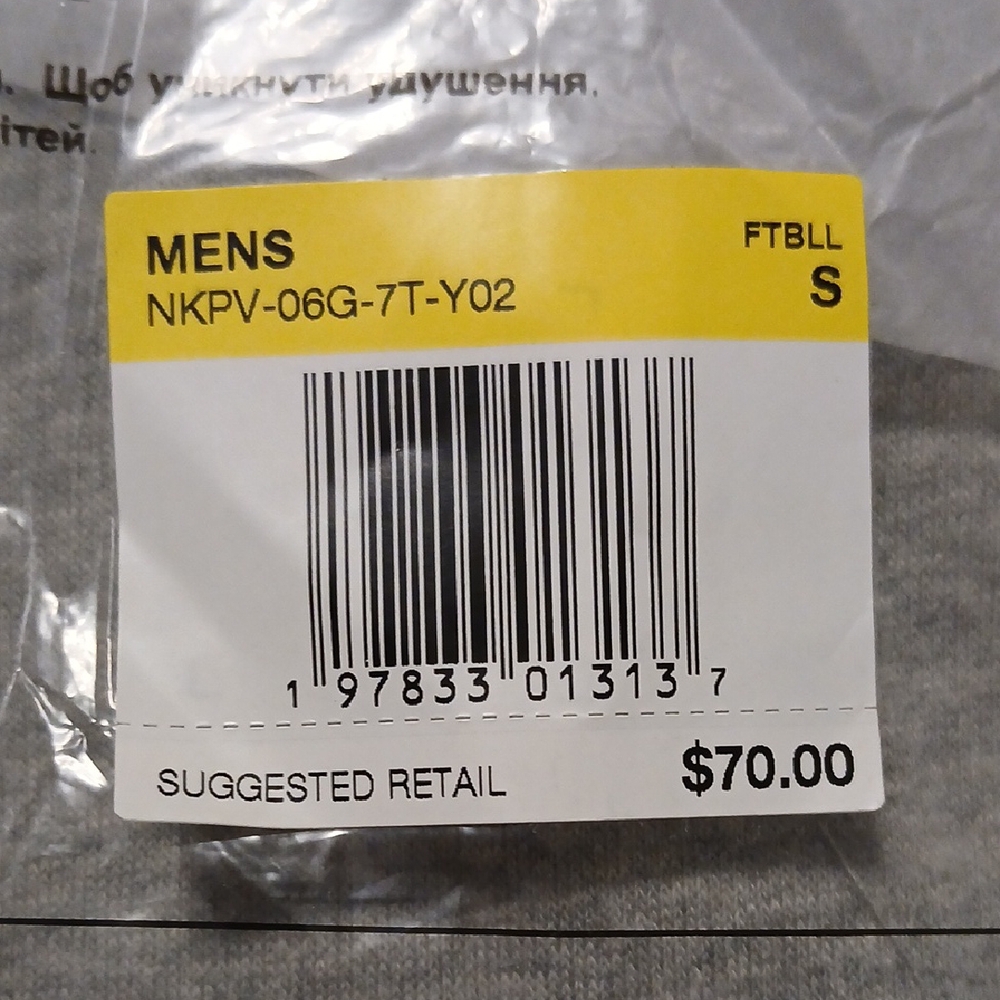 . Щоб уникнути удушення,
ітей.
MENS
FTBLL
NKPV-06G-7T-Y02
S
1 97833 01313 7
SUGGESTED RETAIL
$70.00